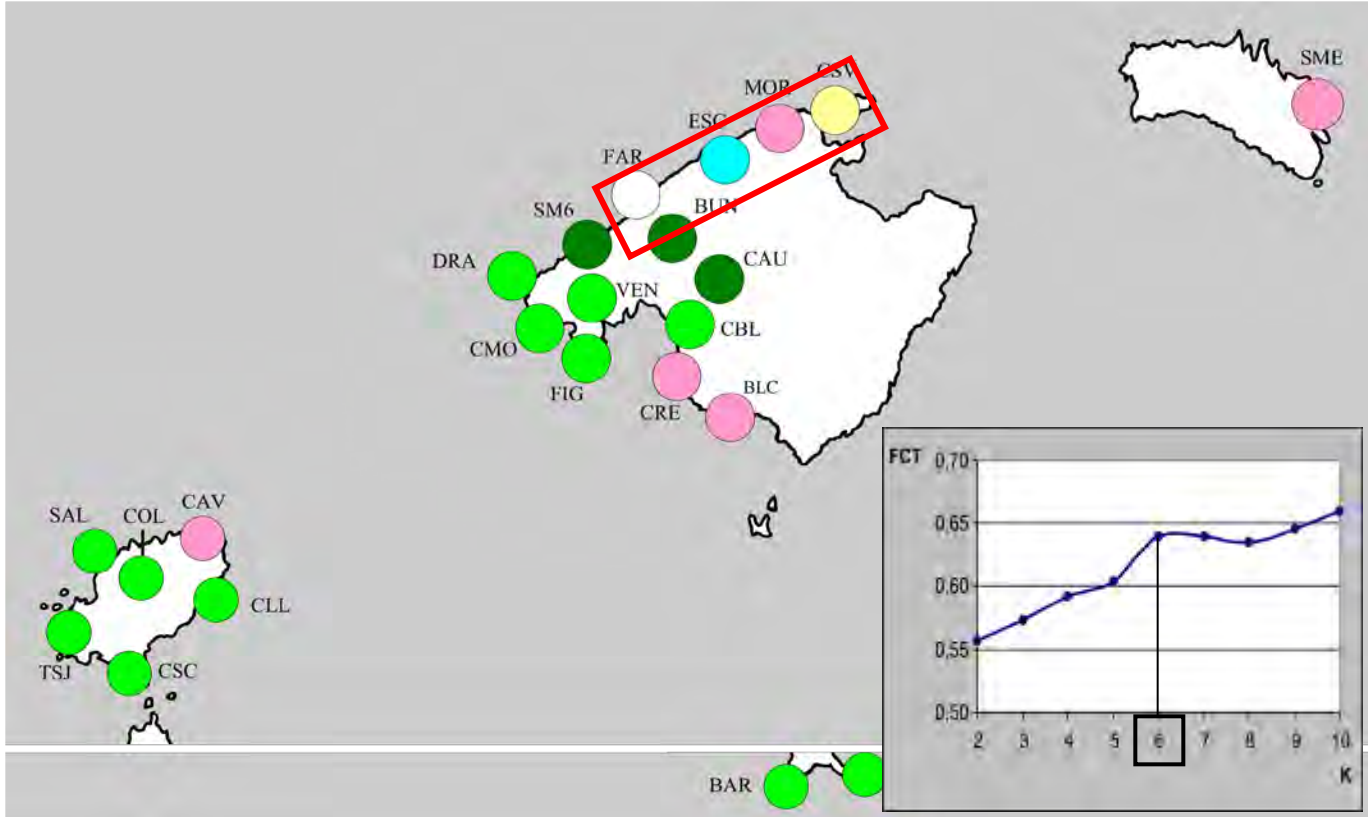 CSV
SME
MOR
ESC
FAR
SM6
BUN
DRA
CAU
VEN
CBL
CMO
FIG
CRE
BLC
SAL
COL
CAV
CLL
TSJ
CSC
BAR
FCT
0,70
0,65
0,60
0,55
0,50
2 3 4 5 6 7 8 9 10
K